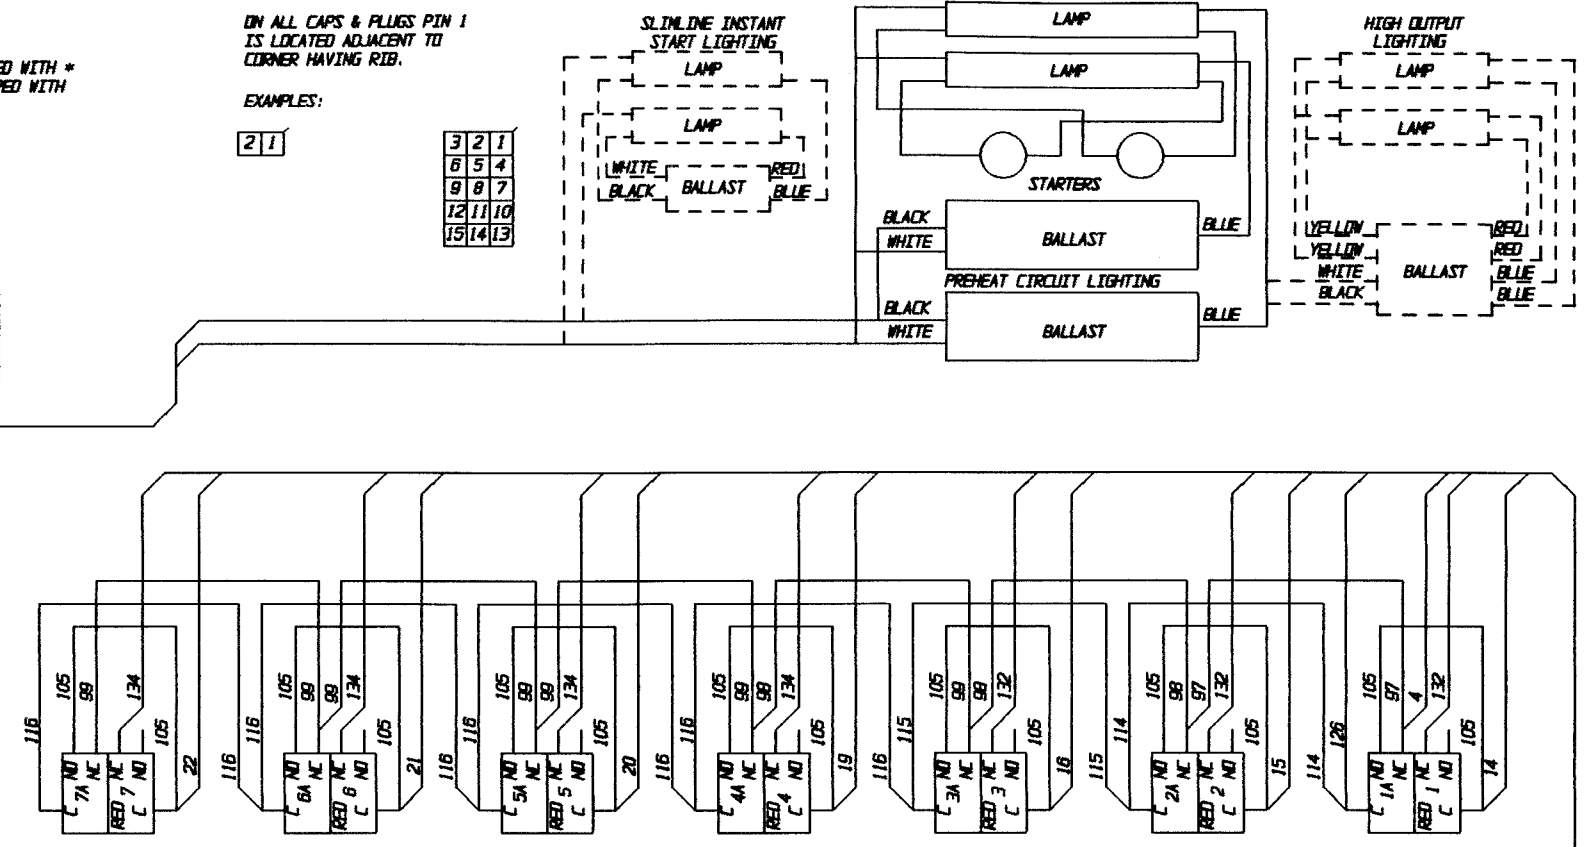 ED WITH *
PED WITH
ON ALL CAPS & PLUGS PIN 1
IS LOCATED ADJACENT TO
CORNER HAVING RIB.
EXAMPLES:
2 1
3 2 1
6 5 4
9 8 7
12 11 10
15 14 13
SLIMLINE INSTANT
START LIGHTING
LAMP
LAMP
WHITE
RED
BLACK
BALLAST
BLUE
LAMP
LAMP
STARTERS
BLACK
WHITE
BALLAST
BLUE
PREHEAT CIRCUIT LIGHTING
BLACK
WHITE
BALLAST
BLUE
HIGH OUTPUT
LIGHTING
LAMP
LAMP
YELLOW
YELLOW
WHITE
BLACK
BALLAST
RED
RED
BLUE
BLUE
116 105 99 134 105 22
C 7A NO NC RED 7 NC NO C
116 116 105 99 99 134 105 21
C 6A NO NC RED 6 NC NO C
116 116 105 99 99 134 105 20
C 5A NO NC RED 5 NC NO C
116 116 105 99 98 134 105 19
C 4A NO NC RED 4 NC NO C
116 115 105 99 98 132 105 16
C 3A NO NC RED 3 NC NO C
115 114 105 98 97 132 105 15
C 2A NO NC RED 2 NC NO C
114 126 105 97 4 132 105 14
C 1A NO NC RED 1 NC NO C